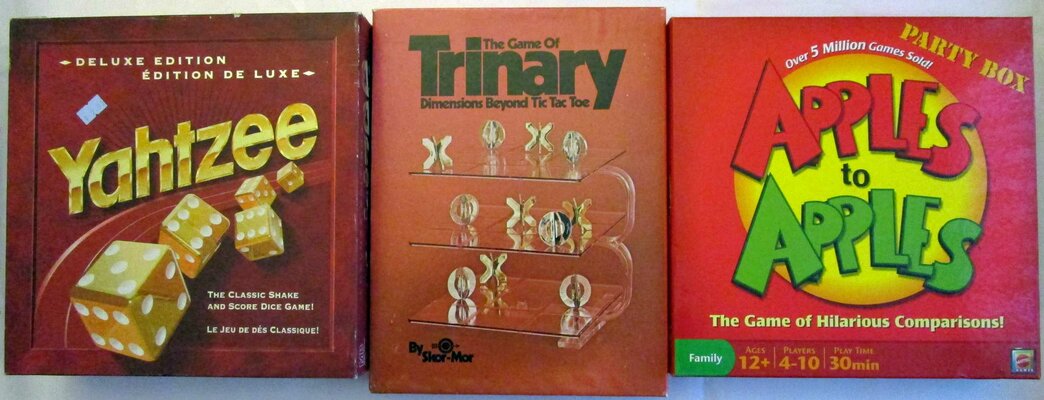 DELUXE EDITION
ÉDITION DE LUXE
Yahtzee
THE CLASSIC SHAKE
AND SCORE DICE GAME!
LE JEU DE DÉS CLASSIQUE!
The Game Of
Trinary
Dimensions Beyond Tic Tac Toe
By Skor-Mor
PARTY BOX
Over 5 Million Games Sold!
APPLES
to
APPLES
The Game of Hilarious Comparisons!
Family
AGES
12+
PLAYERS
4-10
PLAY TIME
30min